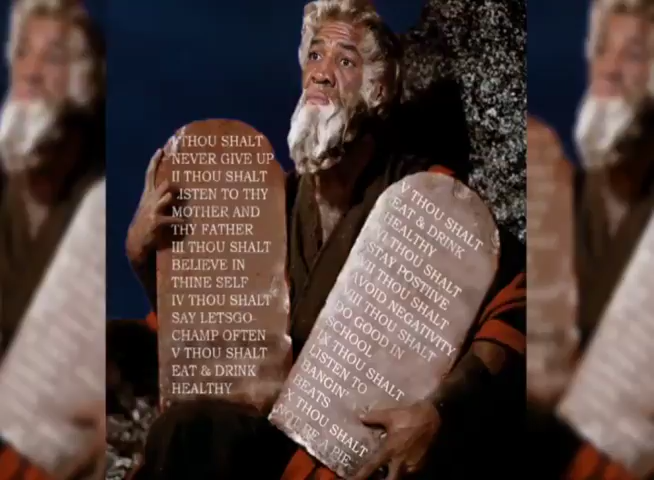 I THOU SHALT
NEVER GIVE UP
II THOU SHALT
LISTEN TO THY
MOTHER AND
THY FATHER
III THOU SHALT
BELIEVE IN
THINE SELF
IV THOU SHALT
SAY LETSGO
CHAMP OFTEN
V THOU SHALT
EAT & DRINK
HEALTHY
V THOU SHALT
EAT & DRINK
HEALTHY
VI THOU SHALT
STAY POSTIIVE
VII THOU SHALT
AVOID NEGATIVITY
VIII THOU SHALT
DO GOOD IN
SCHOOL
IX THOU SHALT
LISTEN TO
BANGIN'
BEATS
X THOU SHALT
NOT BE A PIE